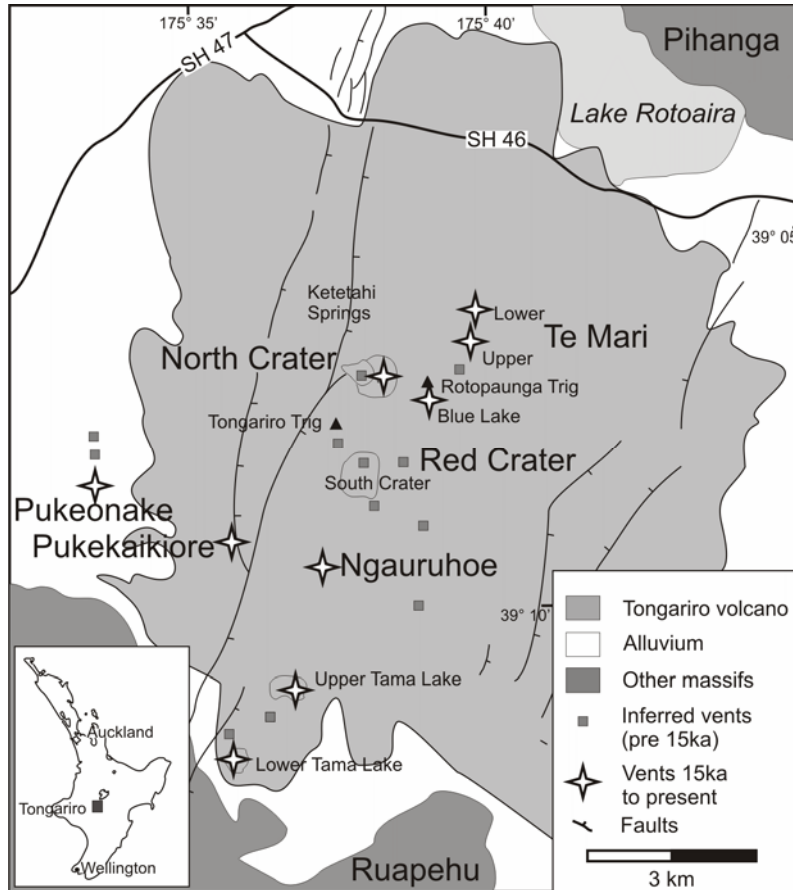 175° 35'
175° 40'
SH 47
Pihanga
Lake Rotoaira
SH 46
39° 05'
Ketetahi
Springs
Lower
Te Mari
Upper
North Crater
Rotopaunga Trig
Blue Lake
Tongariro Trig
Red Crater
South Crater
Pukeonake
Pukekaikiore
Ngauruhoe
39° 10'
Upper Tama Lake
Lower Tama Lake
Ruapehu
Auckland
Tongariro
Wellington
Tongariro volcano
Alluvium
Other massifs
Inferred vents
(pre 15ka)
Vents 15ka
to present
Faults
3 km